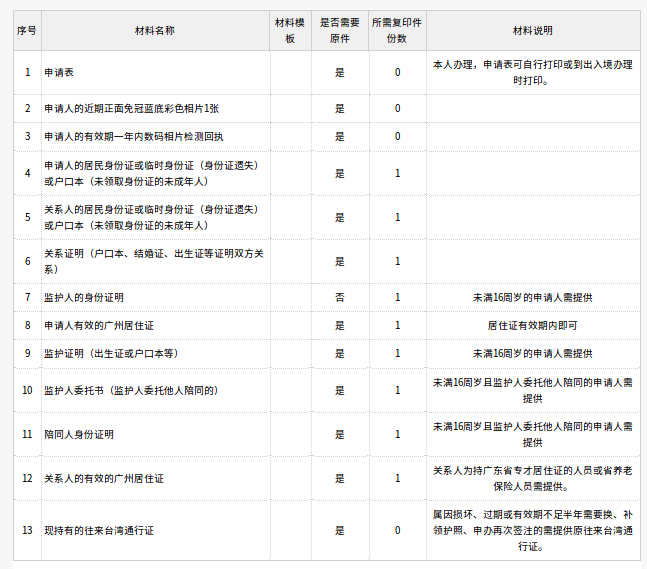 序号 材料名称 材料模板 是否需要原件 所需复印件份数 材料说明
1 申请表 是 0 本人办理，申请表可自行打印或到出入境办理
时打印。
2 申请人的近期正面免冠蓝底彩色相片1张 是 0
3 申请人的有效期一年内数码相片检测回执 是 0
4 申请人的居民身份证或临时身份证（身份证遗失）
或户口本（未领取身份证的未成年人） 是 1
5 关系人的居民身份证或临时身份证（身份证遗失）
或户口本（未领取身份证的未成年人） 是 1
6 关系证明（户口本、结婚证、出生证等证明双方关
系） 是 1
7 监护人的身份证明 否 1 未满16周岁的申请人需提供
8 申请人有效的广州居住证 是 1 居住证有效期内即可
9 监护证明（出生证或户口本等） 是 1 未满16周岁的申请人需提供
10 监护人委托书（监护人委托他人陪同的） 是 1 未满16周岁且监护人委托他人陪同的申请人需
提供
11 陪同人身份证明 是 1 未满16周岁且监护人委托他人陪同的申请人需
提供
12 关系人的有效的广州居住证 是 1 关系人为持广东省专才居住证的人员或省养老
保险人员需提供。
13 现持有的往来台湾通行证 是 0 属因损坏、过期或有效期不足半年需要换、补
领护照、申办再次签注的需提供原往来台湾通
行证。